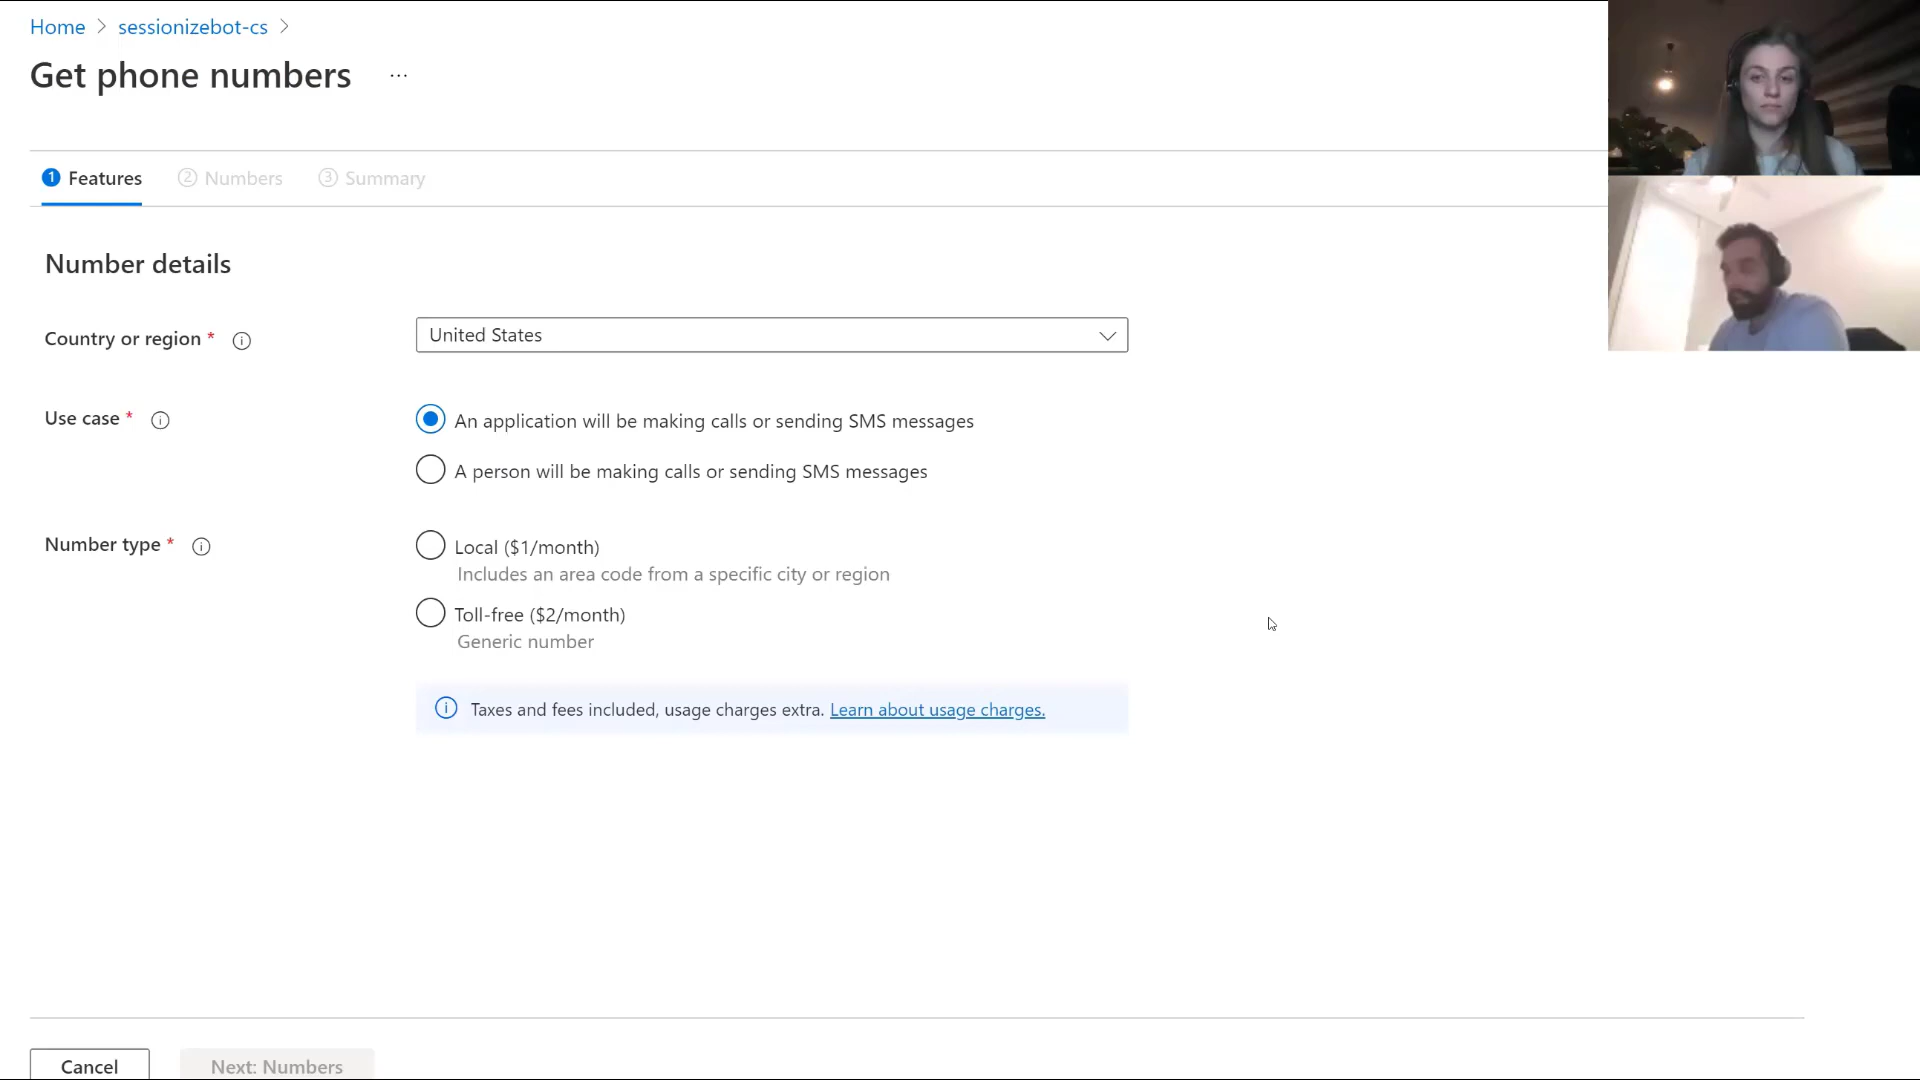 Home > sessionizebot-cs >
Get phone numbers ...
1 Features 2 Numbers 3 Summary
Number details
Country or region *
United States
Use case *
An application will be making calls or sending SMS messages
A person will be making calls or sending SMS messages
Number type *
Local ($1/month)
Includes an area code from a specific city or region
Toll-free ($2/month)
Generic number
Taxes and fees included, usage charges extra. Learn about usage charges.
Cancel Next: Numbers